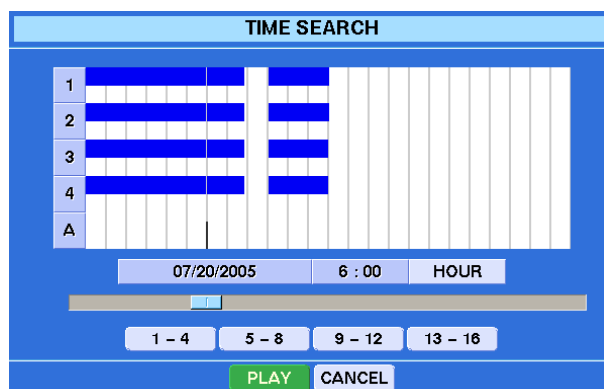 TIME SEARCH
1
2
3
4
A
07/20/2005 6 : 00 HOUR
1 - 4 5 - 8 9 - 12 13 - 16
PLAY CANCEL